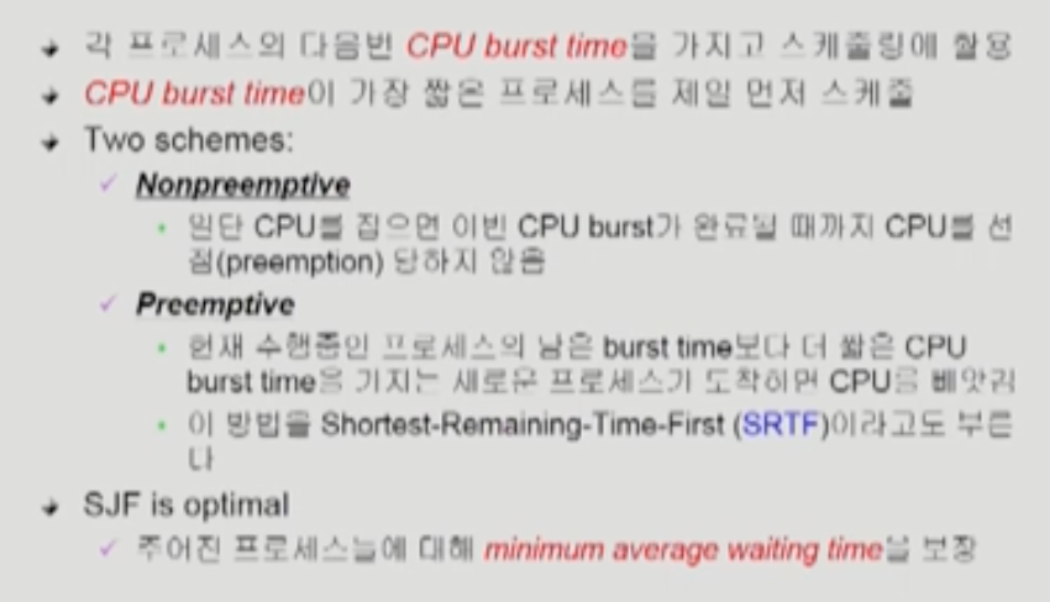 각 프로세스의 다음번 CPU burst time을 가지고 스케줄링에 활용
CPU burst time이 가장 짧은 프로세스를 제일 먼저 스케줄
Two schemes:
Nonpreemptive
일단 CPU를 잡으면 이번 CPU burst가 완료될 때까지 CPU를 선
점(preemption) 당하지 않음
Preemptive
현재 수행중인 프로세스의 남은 burst time보다 더 짧은 CPU
burst time을 가지는 새로운 프로세스가 도착하면 CPU를 빼앗김
이 방법을 Shortest-Remaining-Time-First (SRTF)이라고도 부른
다
SJF is optimal
주어진 프로세스들에 대해 minimum average waiting time을 보장